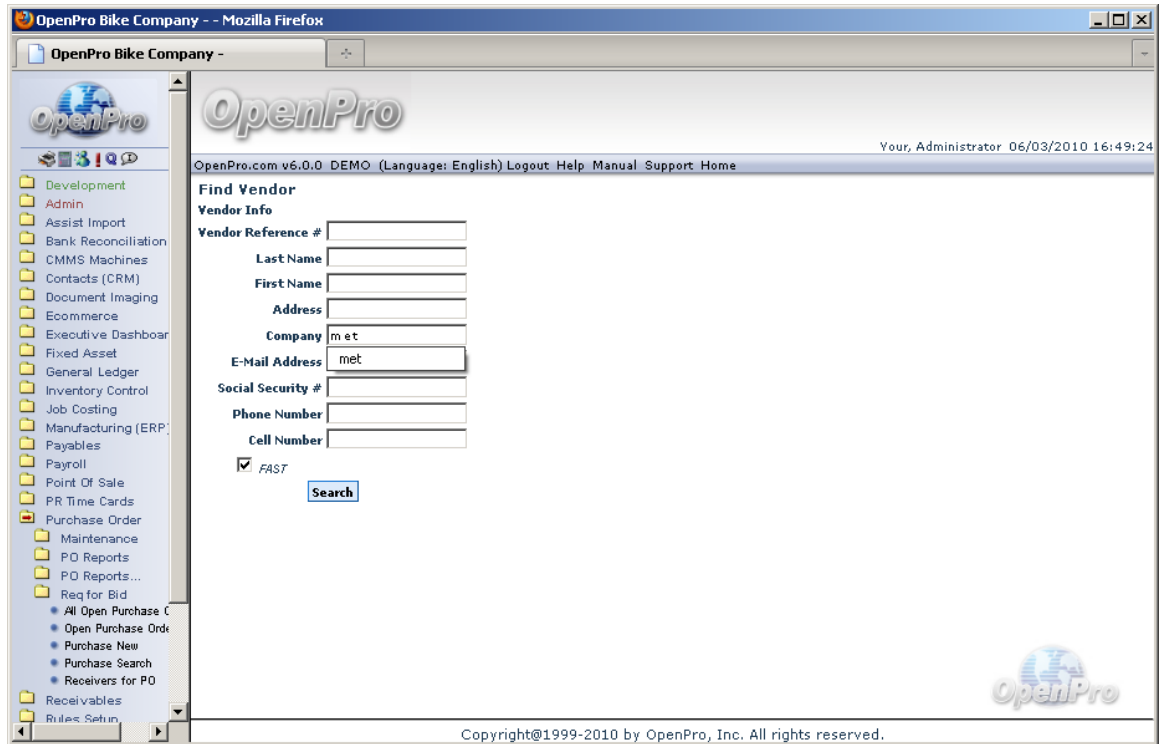 OpenPro Bike Company - - Mozilla Firefox
OpenPro Bike Company -
OpenPro
OpenPro
Your, Administrator 06/03/2010 16:49:24
OpenPro.com v6.0.0 DEMO (Language: English) Logout Help Manual Support Home
Development
Admin
Assist Import
Bank Reconciliation
CMMS Machines
Contacts (CRM)
Document Imaging
Ecommerce
Executive Dashboar
Fixed Asset
General Ledger
Inventory Control
Job Costing
Manufacturing (ERP)
Payables
Payroll
Point Of Sale
PR Time Cards
Purchase Order
Maintenance
PO Reports
PO Reports...
Req for Bid
All Open Purchase O
Open Purchase Orde
Purchase New
Purchase Search
Receivers for PO
Receivables
Rules Setup
Find Vendor
Vendor Info
Vendor Reference #
Last Name
First Name
Address
Company met
E-Mail Address met
Social Security #
Phone Number
Cell Number
FAST
Search
OpenPro
Copyright@1999-2010 by OpenPro, Inc. All rights reserved.